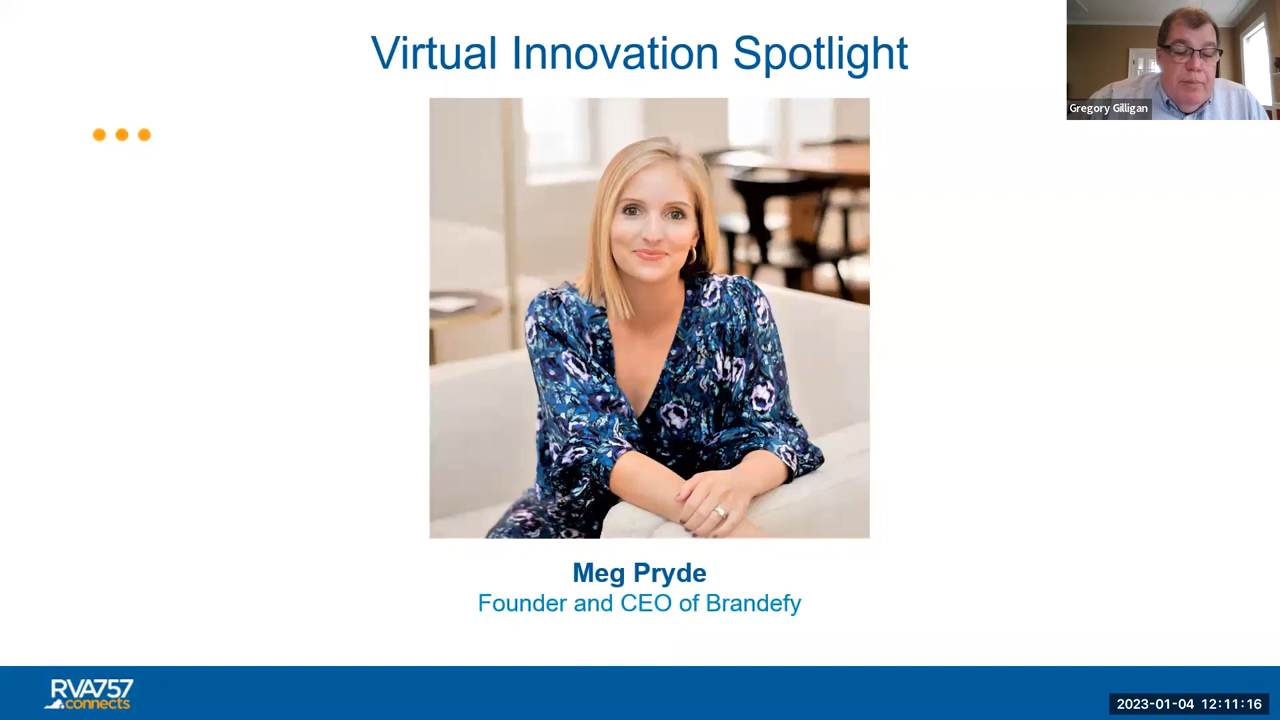 Virtual Innovation Spotlight
Gregory Gilligan
Meg Pryde
Founder and CEO of Brandefy
RVA757
connects
2023-01-04 12:11:16